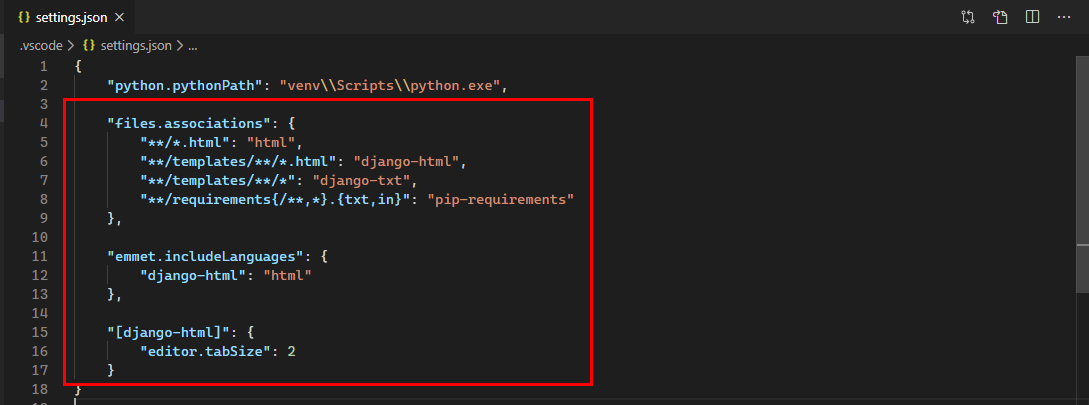 { } settings.json ×
.vscode > { } settings.json > ...
1 {
2     "python.pythonPath": "venv\\Scripts\\python.exe",
3
4     "files.associations": {
5         "**/*.html": "html",
6         "**/templates/**/*.html": "django-html",
7         "**/templates/**/*": "django-txt",
8         "**/requirements{/**,*}.{txt,in}": "pip-requirements"
9     },
10
11     "emmet.includeLanguages": {
12         "django-html": "html"
13     },
14
15     "[django-html]": {
16         "editor.tabSize": 2
17     }
18 }
19